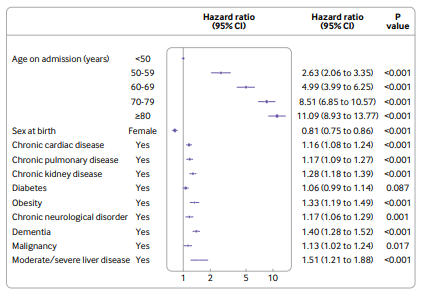 Hazard ratio (95% CI) Hazard ratio (95% CI) P value
Age on admission (years) <50
50-59 2.63 (2.06 to 3.35) <0.001
60-69 4.99 (3.99 to 6.25) <0.001
70-79 8.51 (6.85 to 10.57) <0.001
≥80 11.09 (8.93 to 13.77) <0.001
Sex at birth Female 0.81 (0.75 to 0.86) <0.001
Chronic cardiac disease Yes 1.16 (1.08 to 1.24) <0.001
Chronic pulmonary disease Yes 1.17 (1.09 to 1.27) <0.001
Chronic kidney disease Yes 1.28 (1.18 to 1.39) <0.001
Diabetes Yes 1.06 (0.99 to 1.14) 0.087
Obesity Yes 1.33 (1.19 to 1.49) <0.001
Chronic neurological disorder Yes 1.17 (1.06 to 1.29) 0.001
Dementia Yes 1.40 (1.28 to 1.52) <0.001
Malignancy Yes 1.13 (1.02 to 1.24) 0.017
Moderate/severe liver disease Yes 1.51 (1.21 to 1.88) <0.001
1 2 5 10